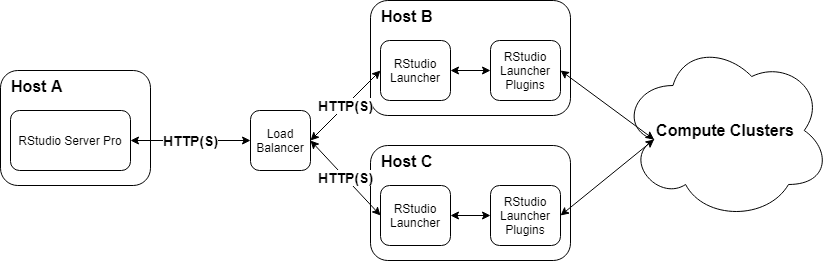 Host A
RStudio Server Pro
HTTP(S)
Load
Balancer
HTTP(S)
HTTP(S)
Host B
RStudio
Launcher
RStudio
Launcher
Plugins
Host C
RStudio
Launcher
RStudio
Launcher
Plugins
Compute Clusters